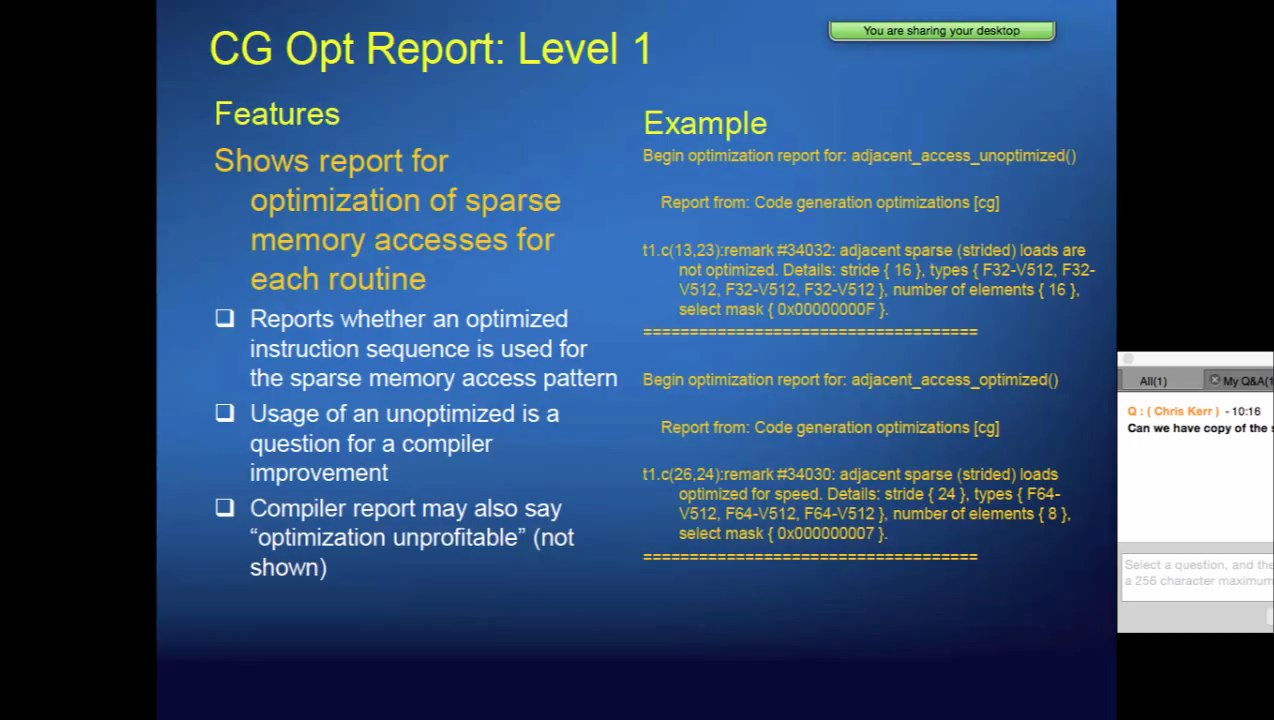 You are sharing your desktop
CG Opt Report: Level 1
Features
Shows report for
optimization of sparse
memory accesses for
each routine
Reports whether an optimized
instruction sequence is used for
the sparse memory access pattern
Usage of an unoptimized is a
question for a compiler
improvement
Compiler report may also say
“optimization unprofitable” (not
shown)
Example
Begin optimization report for: adjacent_access_unoptimized()
Report from: Code generation optimizations [cg]
t1.c(13,23):remark #34032: adjacent sparse (strided) loads are
not optimized. Details: stride { 16 }, types { F32-V512, F32-
V512, F32-V512, F32-V512 }, number of elements { 16 },
select mask { 0x00000000F }.
====================================
Begin optimization report for: adjacent_access_optimized()
Report from: Code generation optimizations [cg]
t1.c(26,24):remark #34030: adjacent sparse (strided) loads
optimized for speed. Details: stride { 24 }, types { F64-
V512, F64-V512, F64-V512 }, number of elements { 8 },
select mask { 0x000000007 }.
====================================
All(1)
My Q&A(1
Q : ( Chris Kerr ) - 10:16
Can we have copy of the s
Select a question, and the
a 256 character maximum